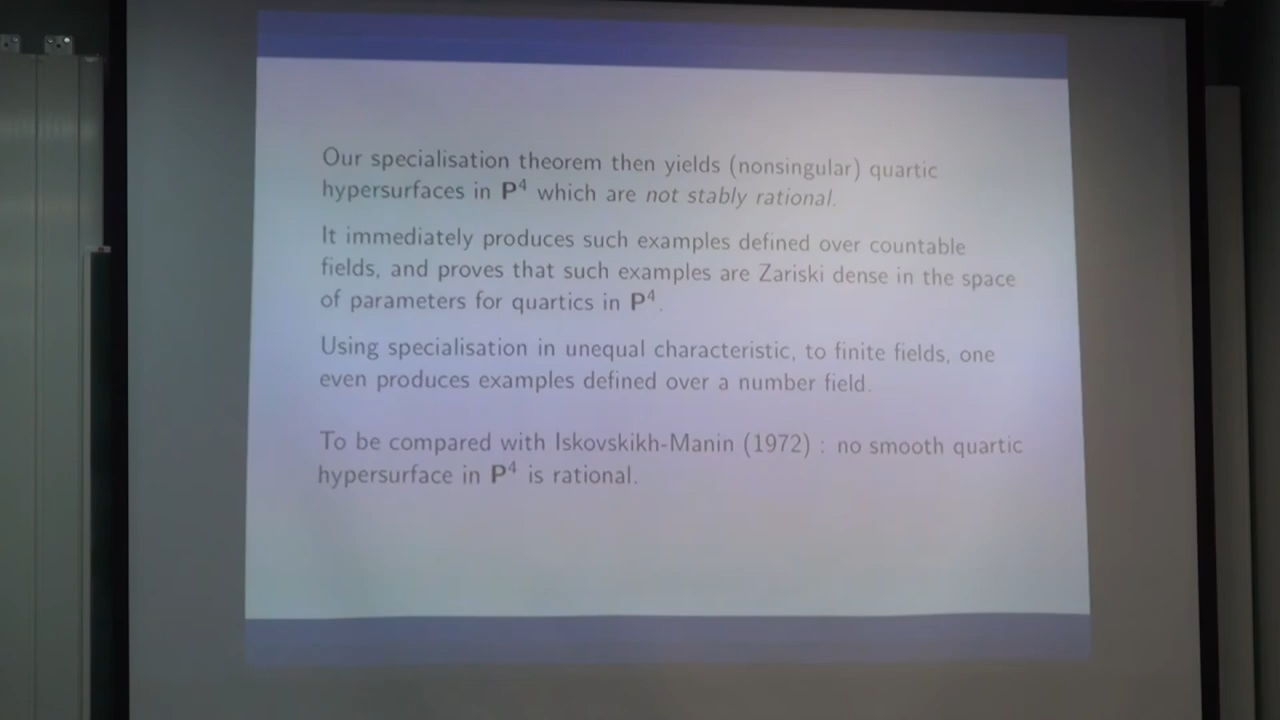 Our specialisation theorem then yields (nonsingular) quartic
hypersurfaces in P⁴ which are not stably rational.
It immediately produces such examples defined over countable
fields, and proves that such examples are Zariski dense in the space
of parameters for quartics in P⁴.
Using specialisation in unequal characteristic, to finite fields, one
even produces examples defined over a number field.
To be compared with Iskovskikh-Manin (1972) : no smooth quartic
hypersurface in P⁴ is rational.